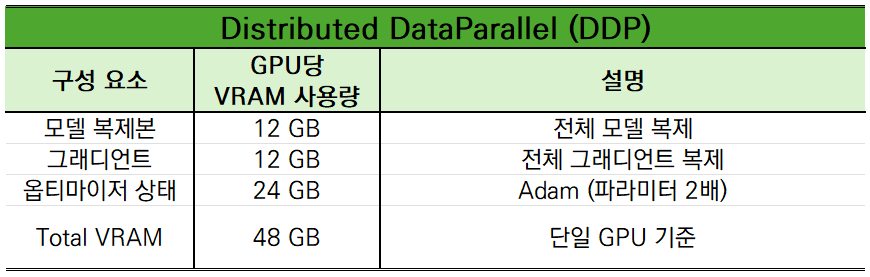 Distributed DataParallel (DDP)
구성 요소 GPU당 VRAM 사용량 설명
모델 복제본 12 GB 전체 모델 복제
그래디언트 12 GB 전체 그래디언트 복제
옵티마이저 상태 24 GB Adam (파라미터 2배)
Total VRAM 48 GB 단일 GPU 기준